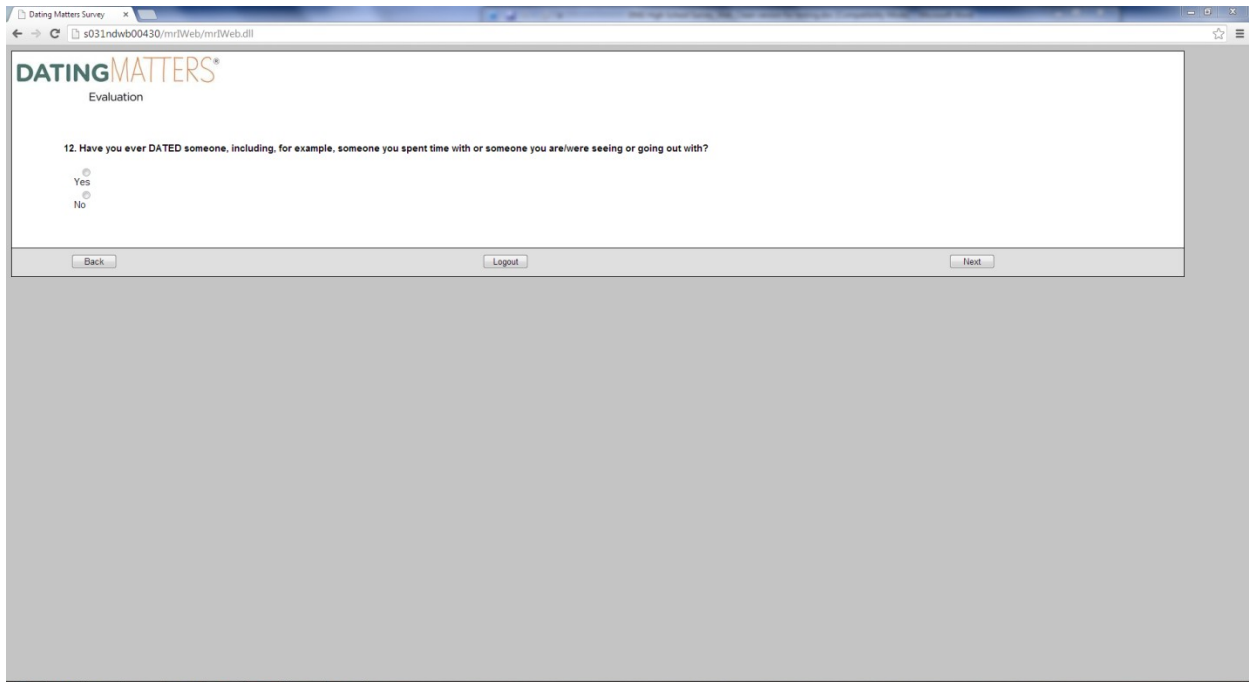 Dating Matters Survey
s031ndwb00430/mrIWeb/mrIWeb.dll
DATINGMATTERS®
Evaluation
12. Have you ever DATED someone, including, for example, someone you spent time with or someone you are/were seeing or going out with?
Yes
No
Back Logout Next